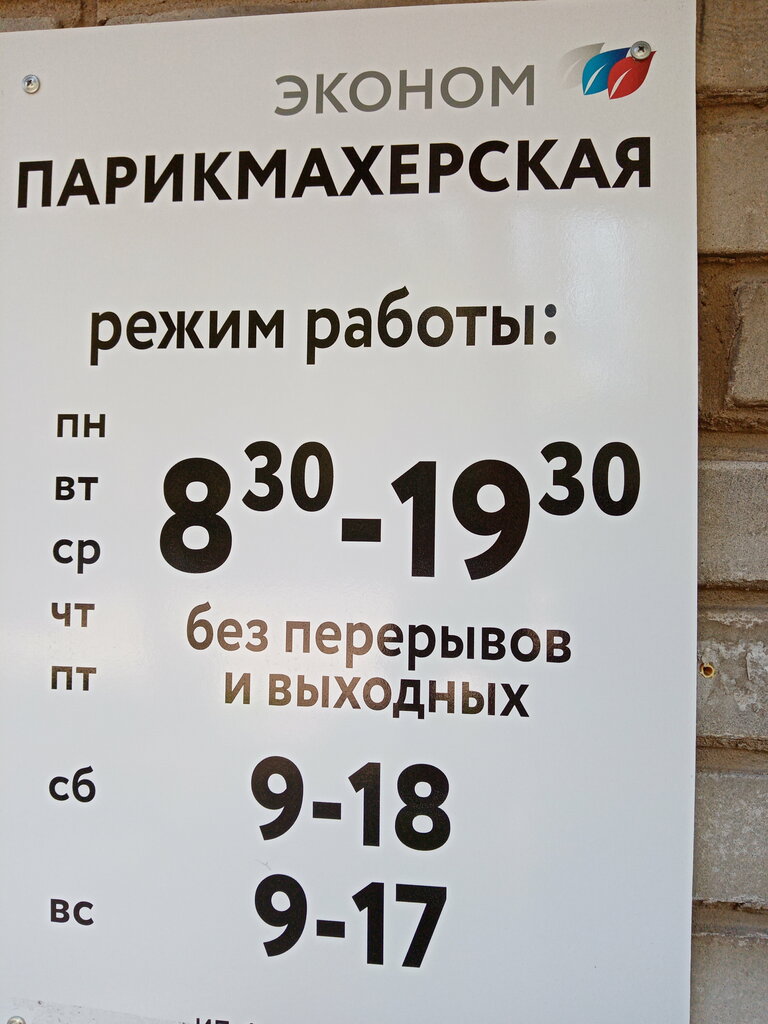 ЭКОНОМ
ПАРИКМАХЕРСКАЯ
режим работы:
пн
вт
ср
чт
пт
8³⁰-19³⁰
без перерывов
и выходных
сб 9-18
вс 9-17